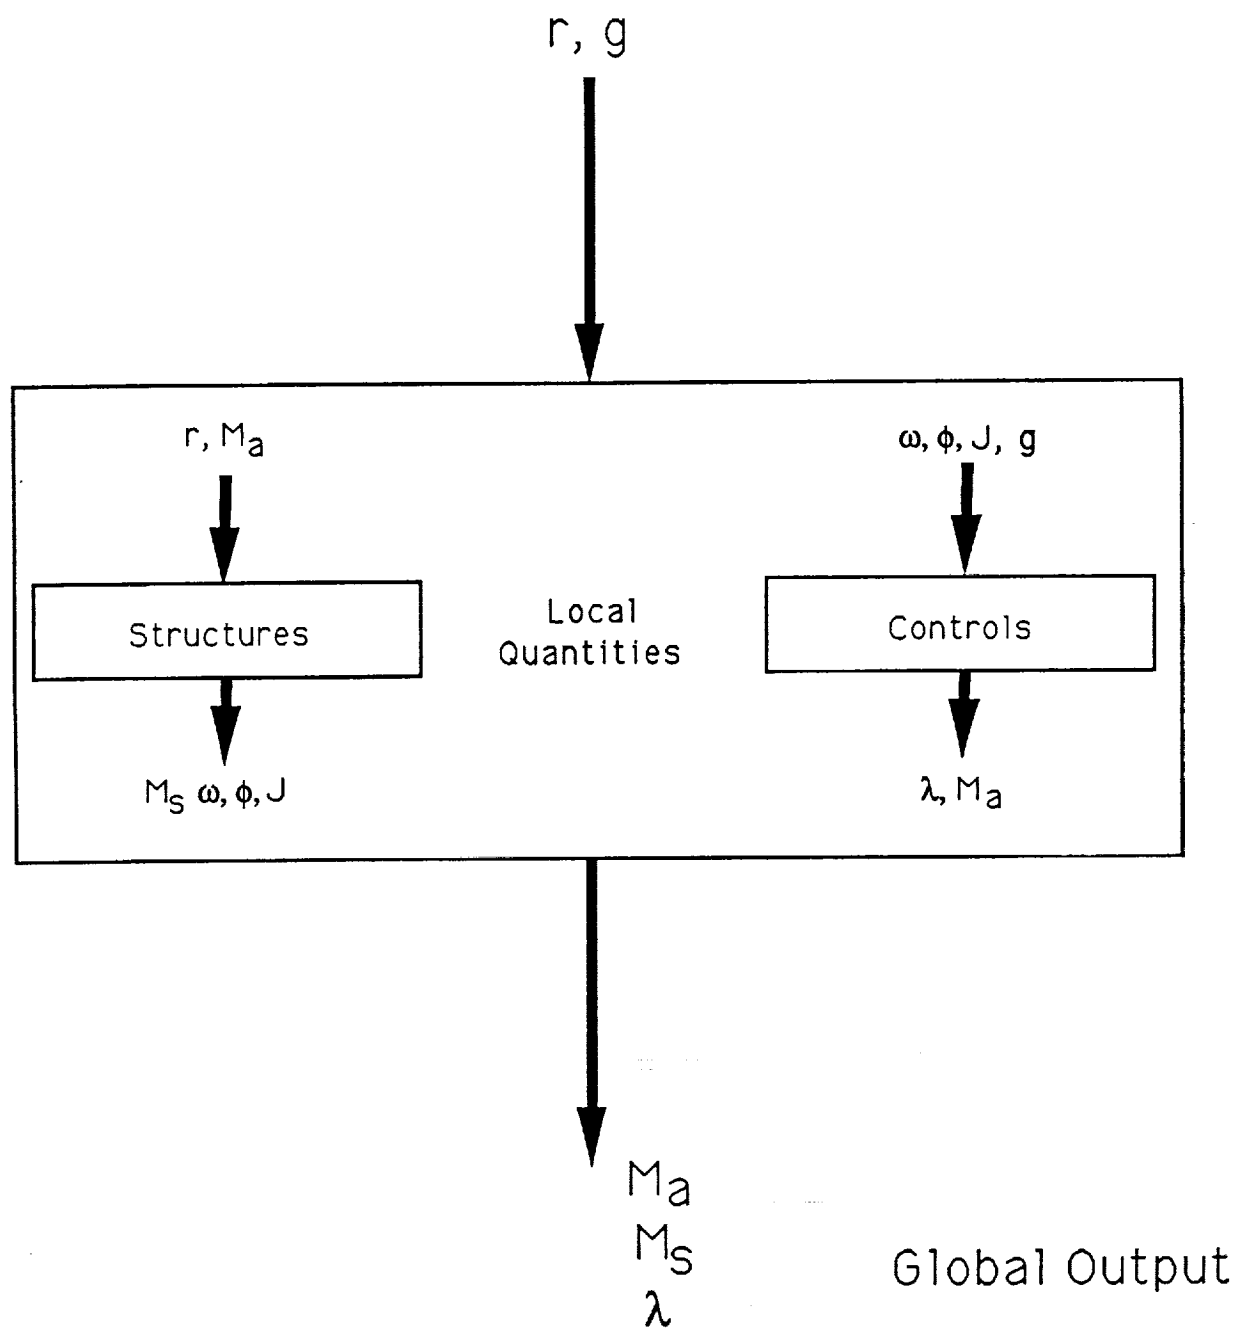 r, g
r, Ma
ω, φ, J, g
Structures
Local
Quantities
Controls
Ms ω, φ, J
λ, Ma
Ma
Ms
λ
Global Output